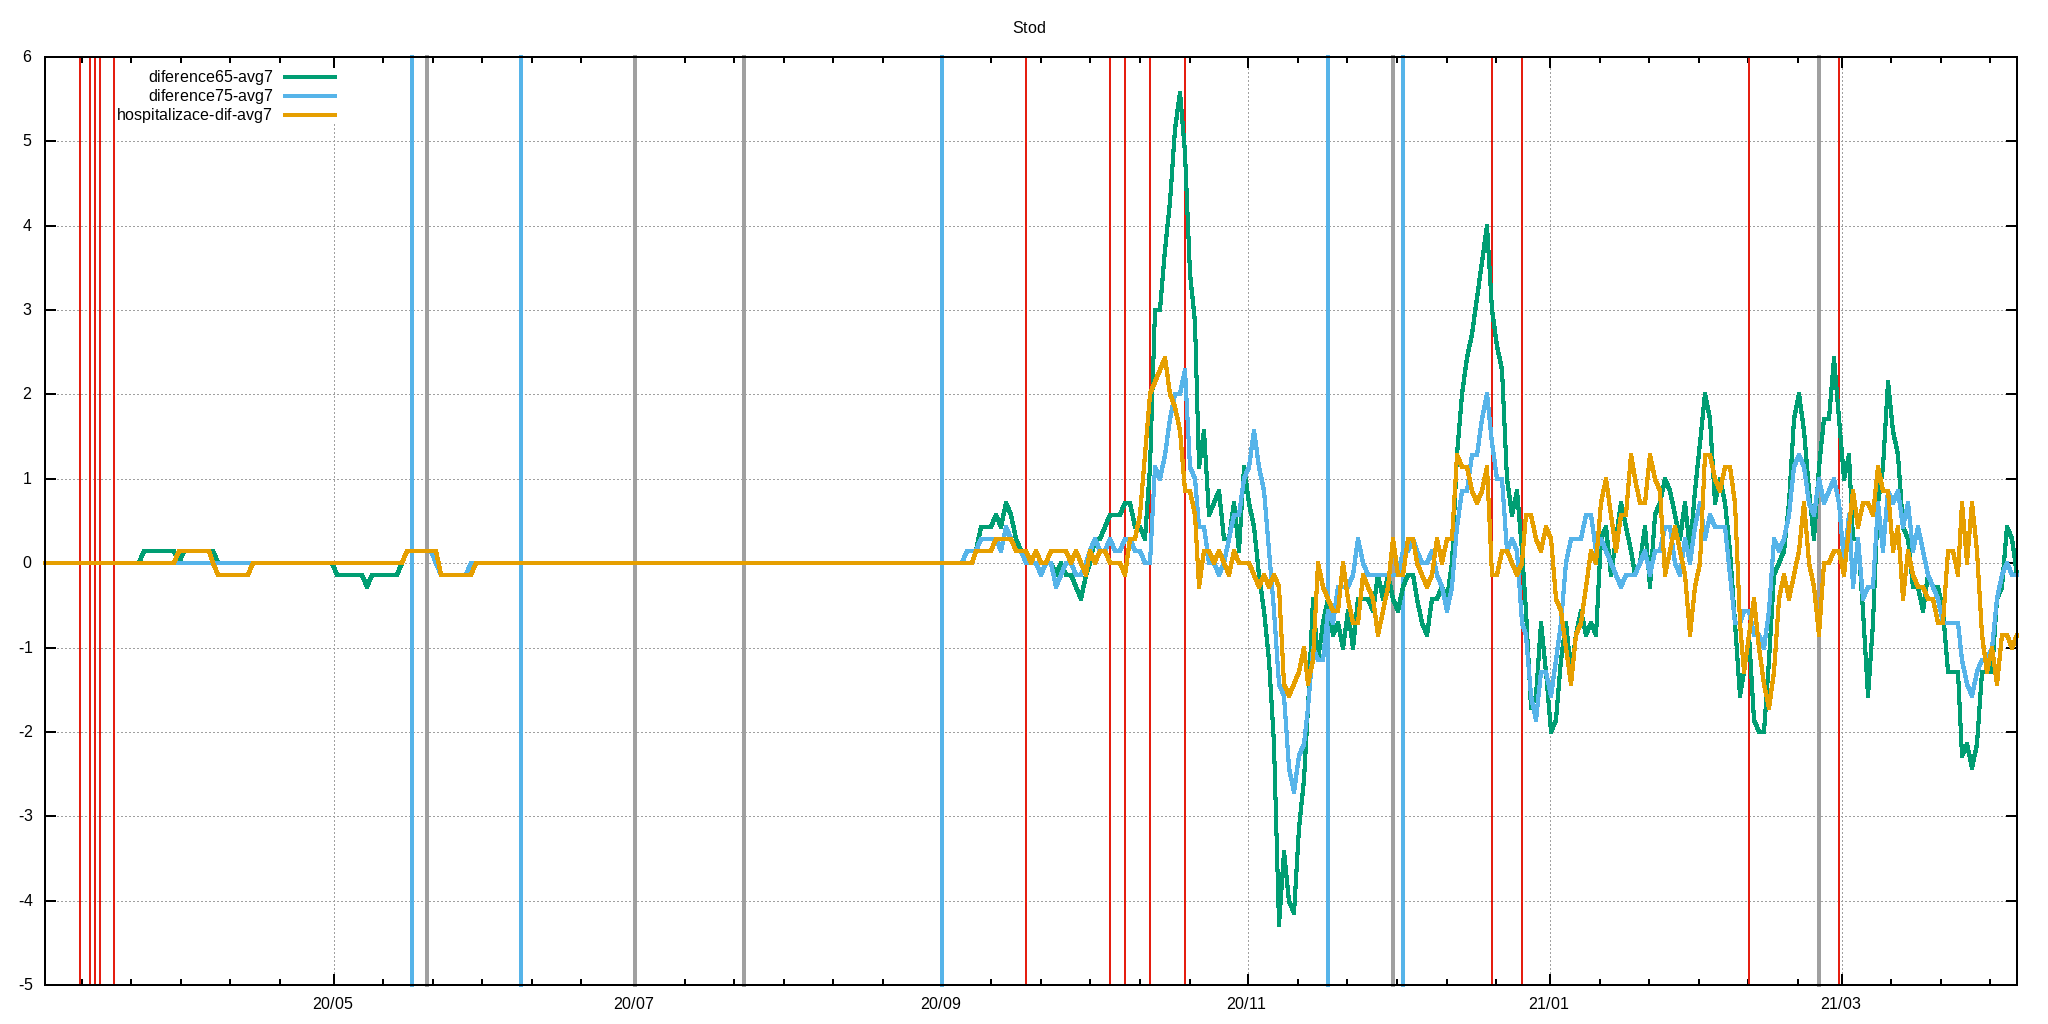 Stod
6
diference65-avg7
diference75-avg7
hospitalizace-dif-avg7
5
4
3
2
1
0
-1
-2
-3
-4
-5
20/05 20/07 20/09 20/11 21/01 21/03